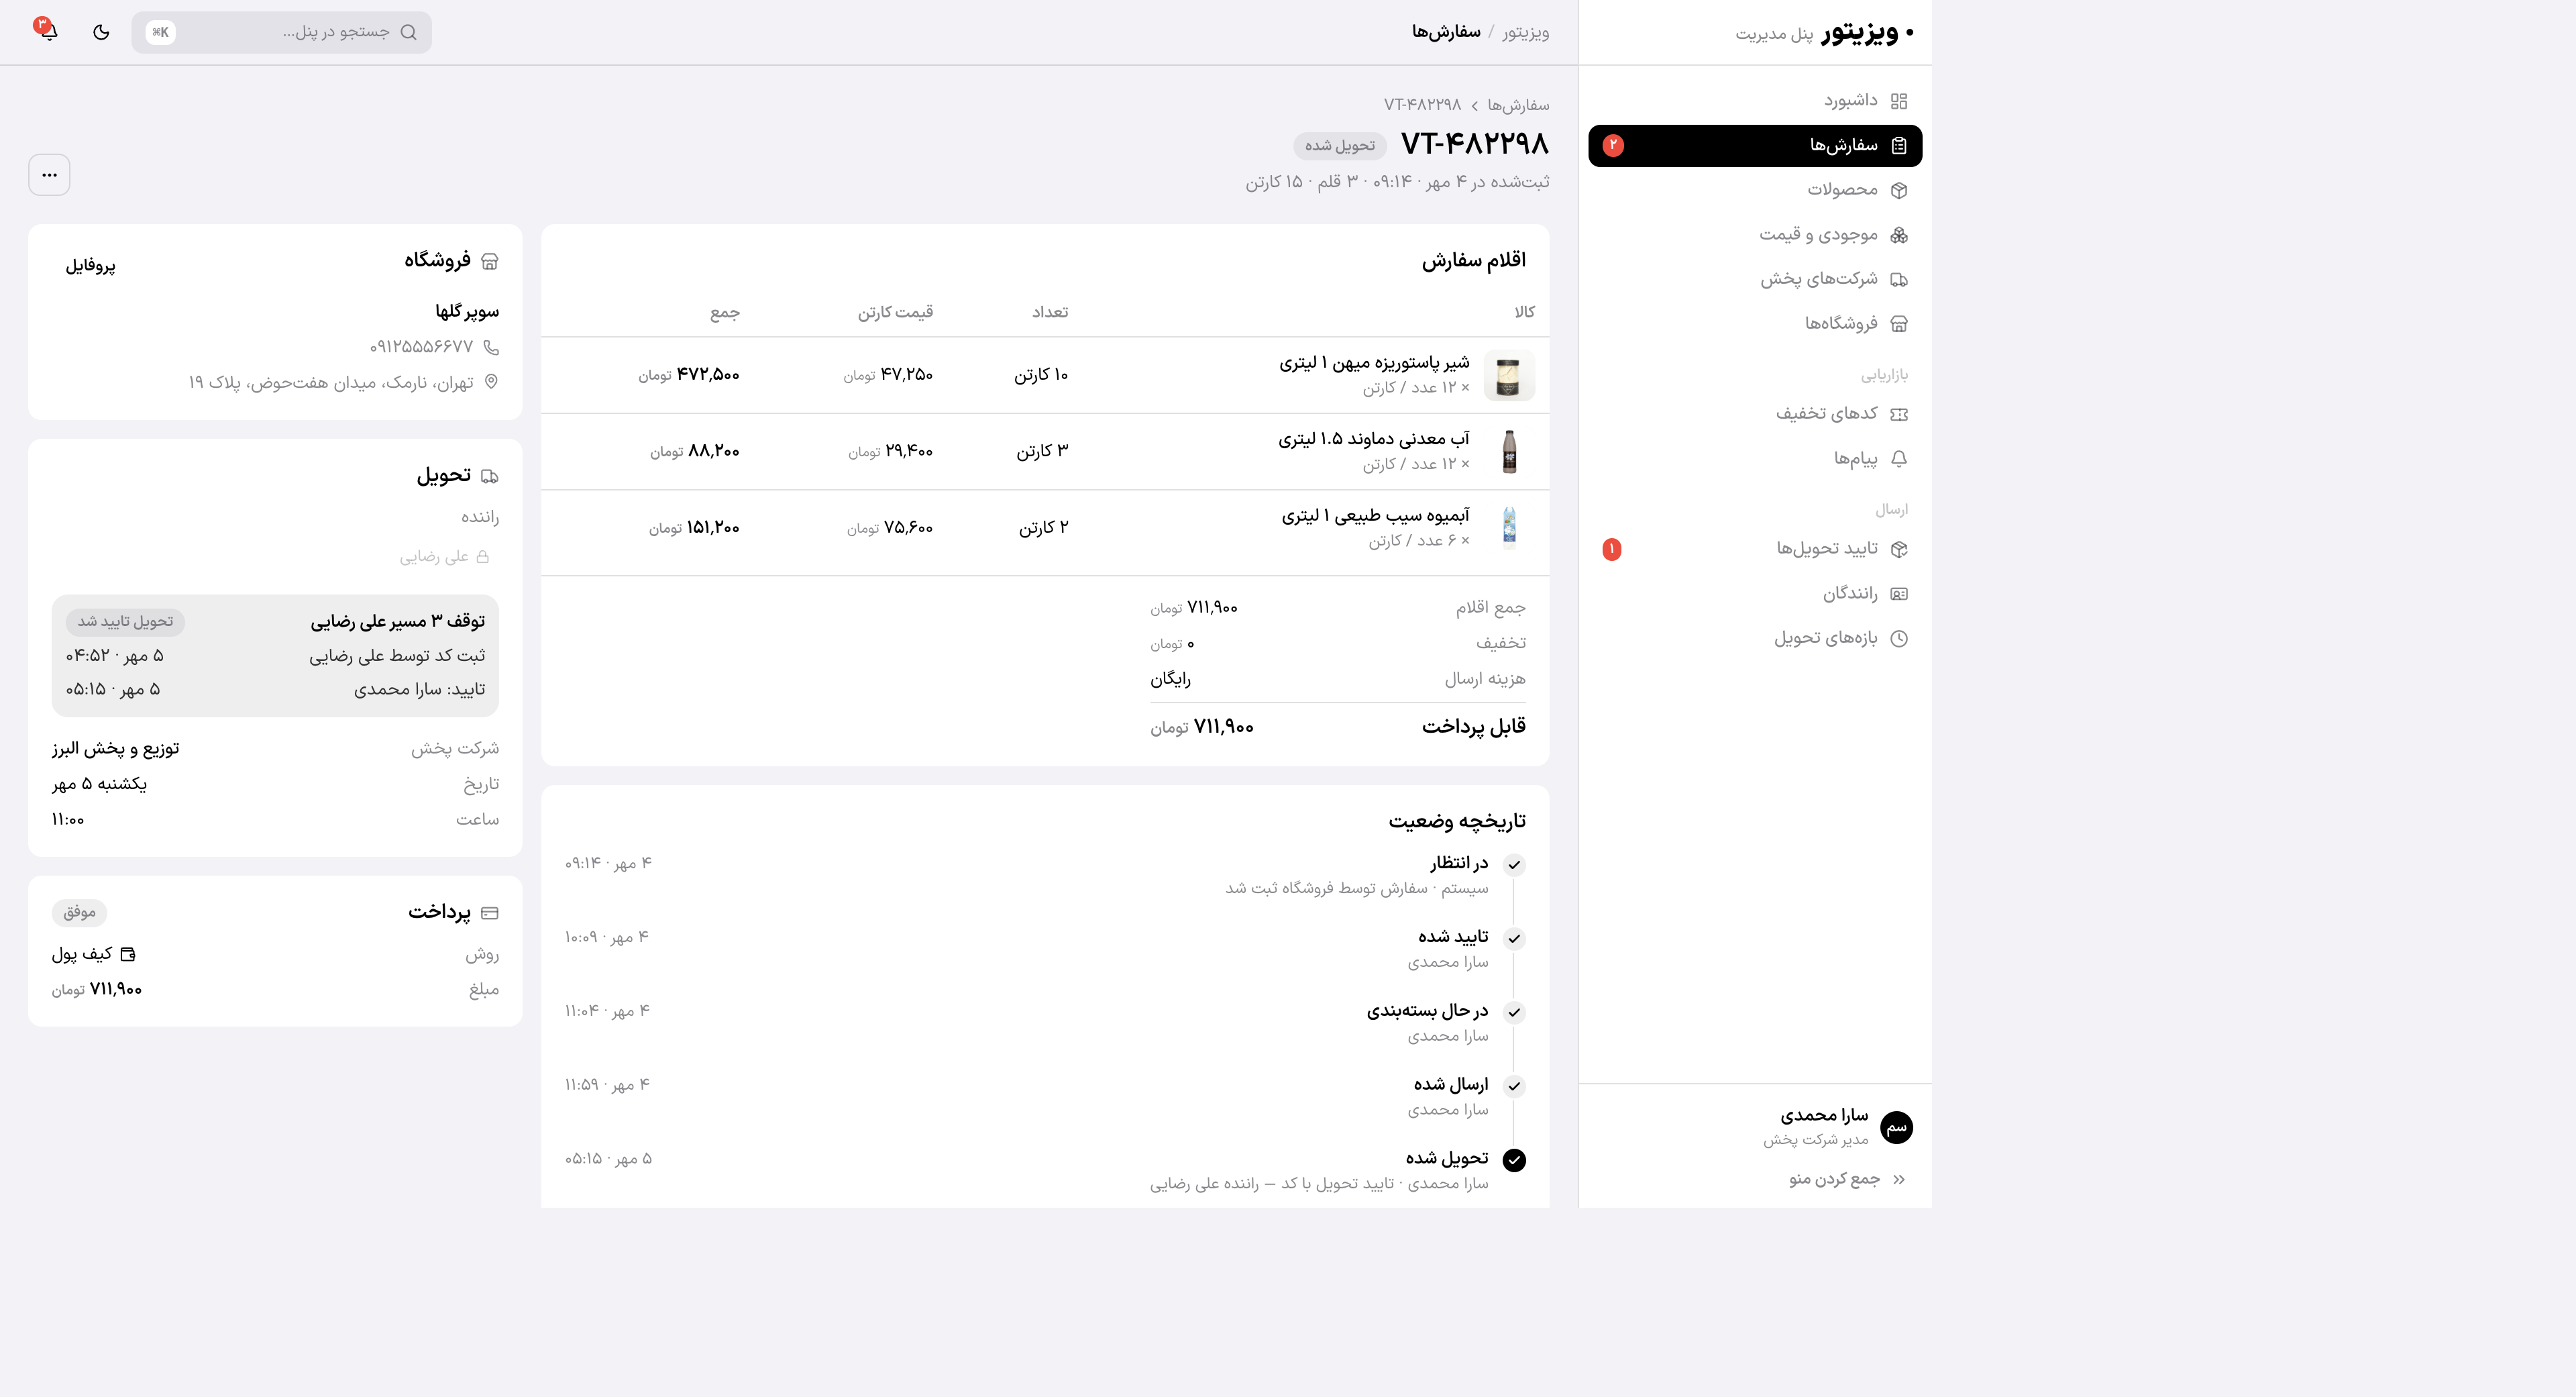 ویزیتور پنل مدیریت
داشبورد
سفارش‌ها ۲
محصولات
موجودی و قیمت
شرکت‌های پخش
فروشگاه‌ها
بازاریابی
کدهای تخفیف
پیام‌ها
ارسال
تایید تحویل‌ها ۱
رانندگان
بازه‌های تحویل
سم
سارا محمدی
مدیر شرکت پخش
جمع کردن منو
ویزیتور / سفارش‌ها
جستجو در پنل... ⌘K
۳
سفارش‌ها › VT-۴۸۲۲۹۸
VT-۴۸۲۲۹۸ تحویل شده
ثبت‌شده در ۴ مهر · ۰۹:۱۴ · ۳ قلم · ۱۵ کارتن
اقلام سفارش
کالا تعداد قیمت کارتن جمع
شیر پاستوریزه میهن ۱ لیتری ۱۰ کارتن ۴۷٬۲۵۰ تومان ۴۷۲٬۵۰۰ تومان
× ۱۲ عدد / کارتن
آب معدنی دماوند ۱.۵ لیتری ۳ کارتن ۲۹٬۴۰۰ تومان ۸۸٬۲۰۰ تومان
× ۱۲ عدد / کارتن
آبمیوه سیب طبیعی ۱ لیتری ۲ کارتن ۷۵٬۶۰۰ تومان ۱۵۱٬۲۰۰ تومان
× ۶ عدد / کارتن
جمع اقلام ۷۱۱٬۹۰۰ تومان
تخفیف ۰ تومان
هزینه ارسال رایگان
قابل پرداخت ۷۱۱٬۹۰۰ تومان
تاریخچه وضعیت
در انتظار ۴ مهر · ۰۹:۱۴
سیستم · سفارش توسط فروشگاه ثبت شد
تایید شده ۴ مهر · ۱۰:۰۹
سارا محمدی
در حال بسته‌بندی ۴ مهر · ۱۱:۰۴
سارا محمدی
ارسال شده ۴ مهر · ۱۱:۵۹
سارا محمدی
تحویل شده ۵ مهر · ۰۵:۱۵
سارا محمدی · تایید تحویل با کد — راننده علی رضایی
فروشگاه پروفایل
سوپر گلها
۰۹۱۲۵۵۵۶۶۷۷
تهران، نارمک، میدان هفت‌حوض، پلاک ۱۹
تحویل
راننده
علی رضایی
توقف ۳ مسیر علی رضایی تحویل تایید شد
ثبت کد توسط علی رضایی ۵ مهر · ۰۴:۵۲
تایید: سارا محمدی ۵ مهر · ۰۵:۱۵
شرکت پخش توزیع و پخش البرز
تاریخ یکشنبه ۵ مهر
ساعت ۱۱:۰۰
پرداخت موفق
روش کیف پول
مبلغ ۷۱۱٬۹۰۰ تومان